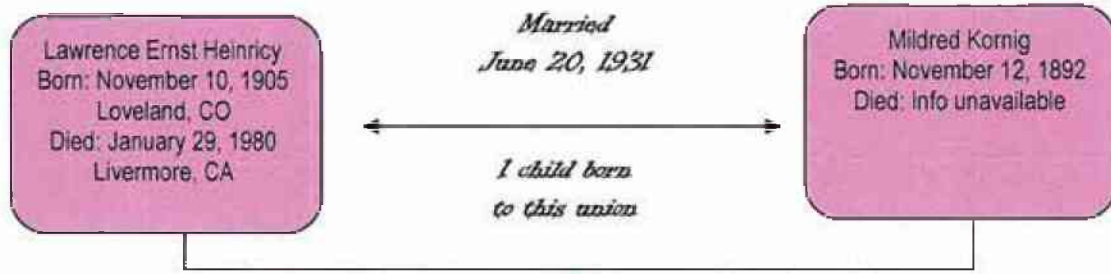 Lawrence Ernst Heinricy
Born: November 10, 1905
Loveland, CO
Died: January 29, 1980
Livermore, CA
Married
June 20, 1931
1 child born
to this union
Mildred Kornig
Born: November 12, 1892
Died: Info unavailable